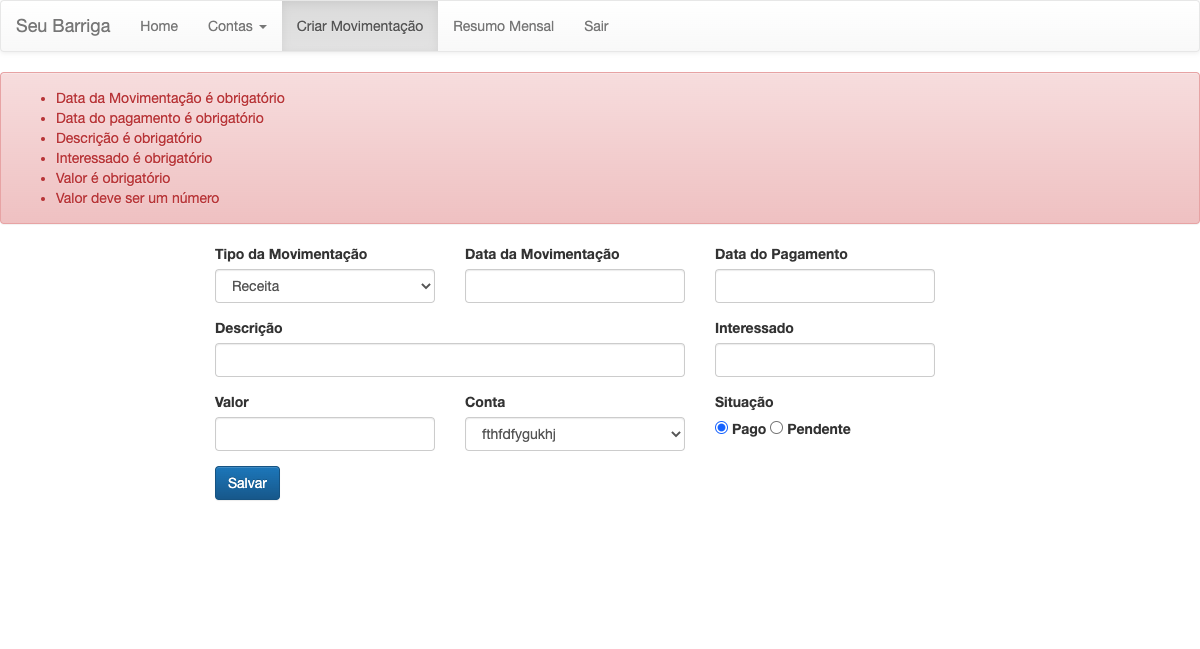 Seu Barriga Home Contas Criar Movimentação Resumo Mensal Sair
Data da Movimentação é obrigatório
Data do pagamento é obrigatório
Descrição é obrigatório
Interessado é obrigatório
Valor é obrigatório
Valor deve ser um número
Tipo da Movimentação Data da Movimentação Data do Pagamento
Receita
Descrição Interessado
Valor Conta Situação
fthfdfygukhj Pago Pendente
Salvar